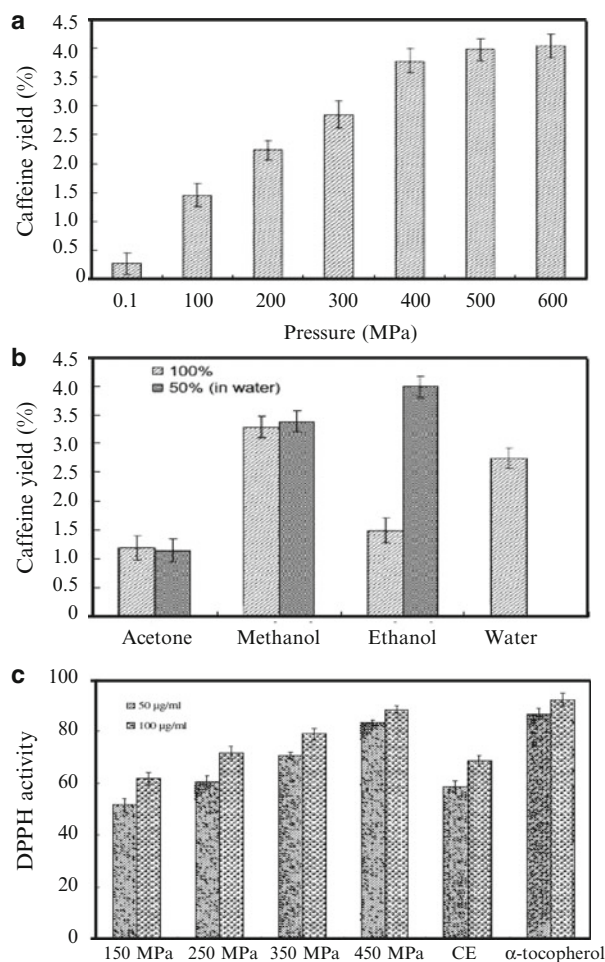 a
Caffeine yield (%)
4.5
4.0
3.5
3.0
2.5
2.0
1.5
1.0
0.5
0
0.1 100 200 300 400 500 600
Pressure (MPa)
b
Caffeine yield (%)
4.5
4.0
3.5
3.0
2.5
2.0
1.5
1.0
0.5
0
100%
50% (in water)
Acetone Methanol Ethanol Water
c
DPPH activity
100
80
60
40
20
0
50 µg/ml
100 µg/ml
150 MPa 250 MPa 350 MPa 450 MPa CE α-tocopherol